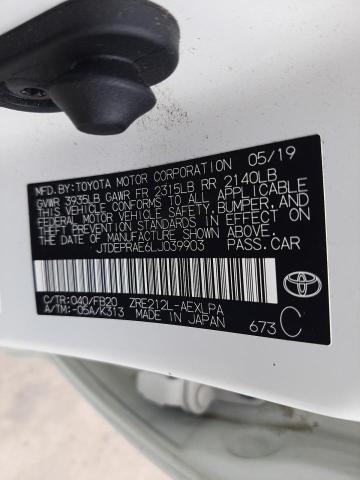 MFD.BY:TOYOTA MOTOR CORPORATION 05/19
GVWR 3935LB GAWR FR 2315LB RR 2140LB
THIS VEHICLE CONFORMS TO ALL APPLICABLE
FEDERAL MOTOR VEHICLE SAFETY, BUMPER, AND
THEFT PREVENTION STANDARDS IN EFFECT ON
THE DATE OF MANUFACTURE SHOWN ABOVE.
JTDEPRAE6LJ039903 PASS.CAR
C/TR:040/FB20 ZRE212L-AEXLPA
A/TM:-05A/K313 MADE IN JAPAN 673C